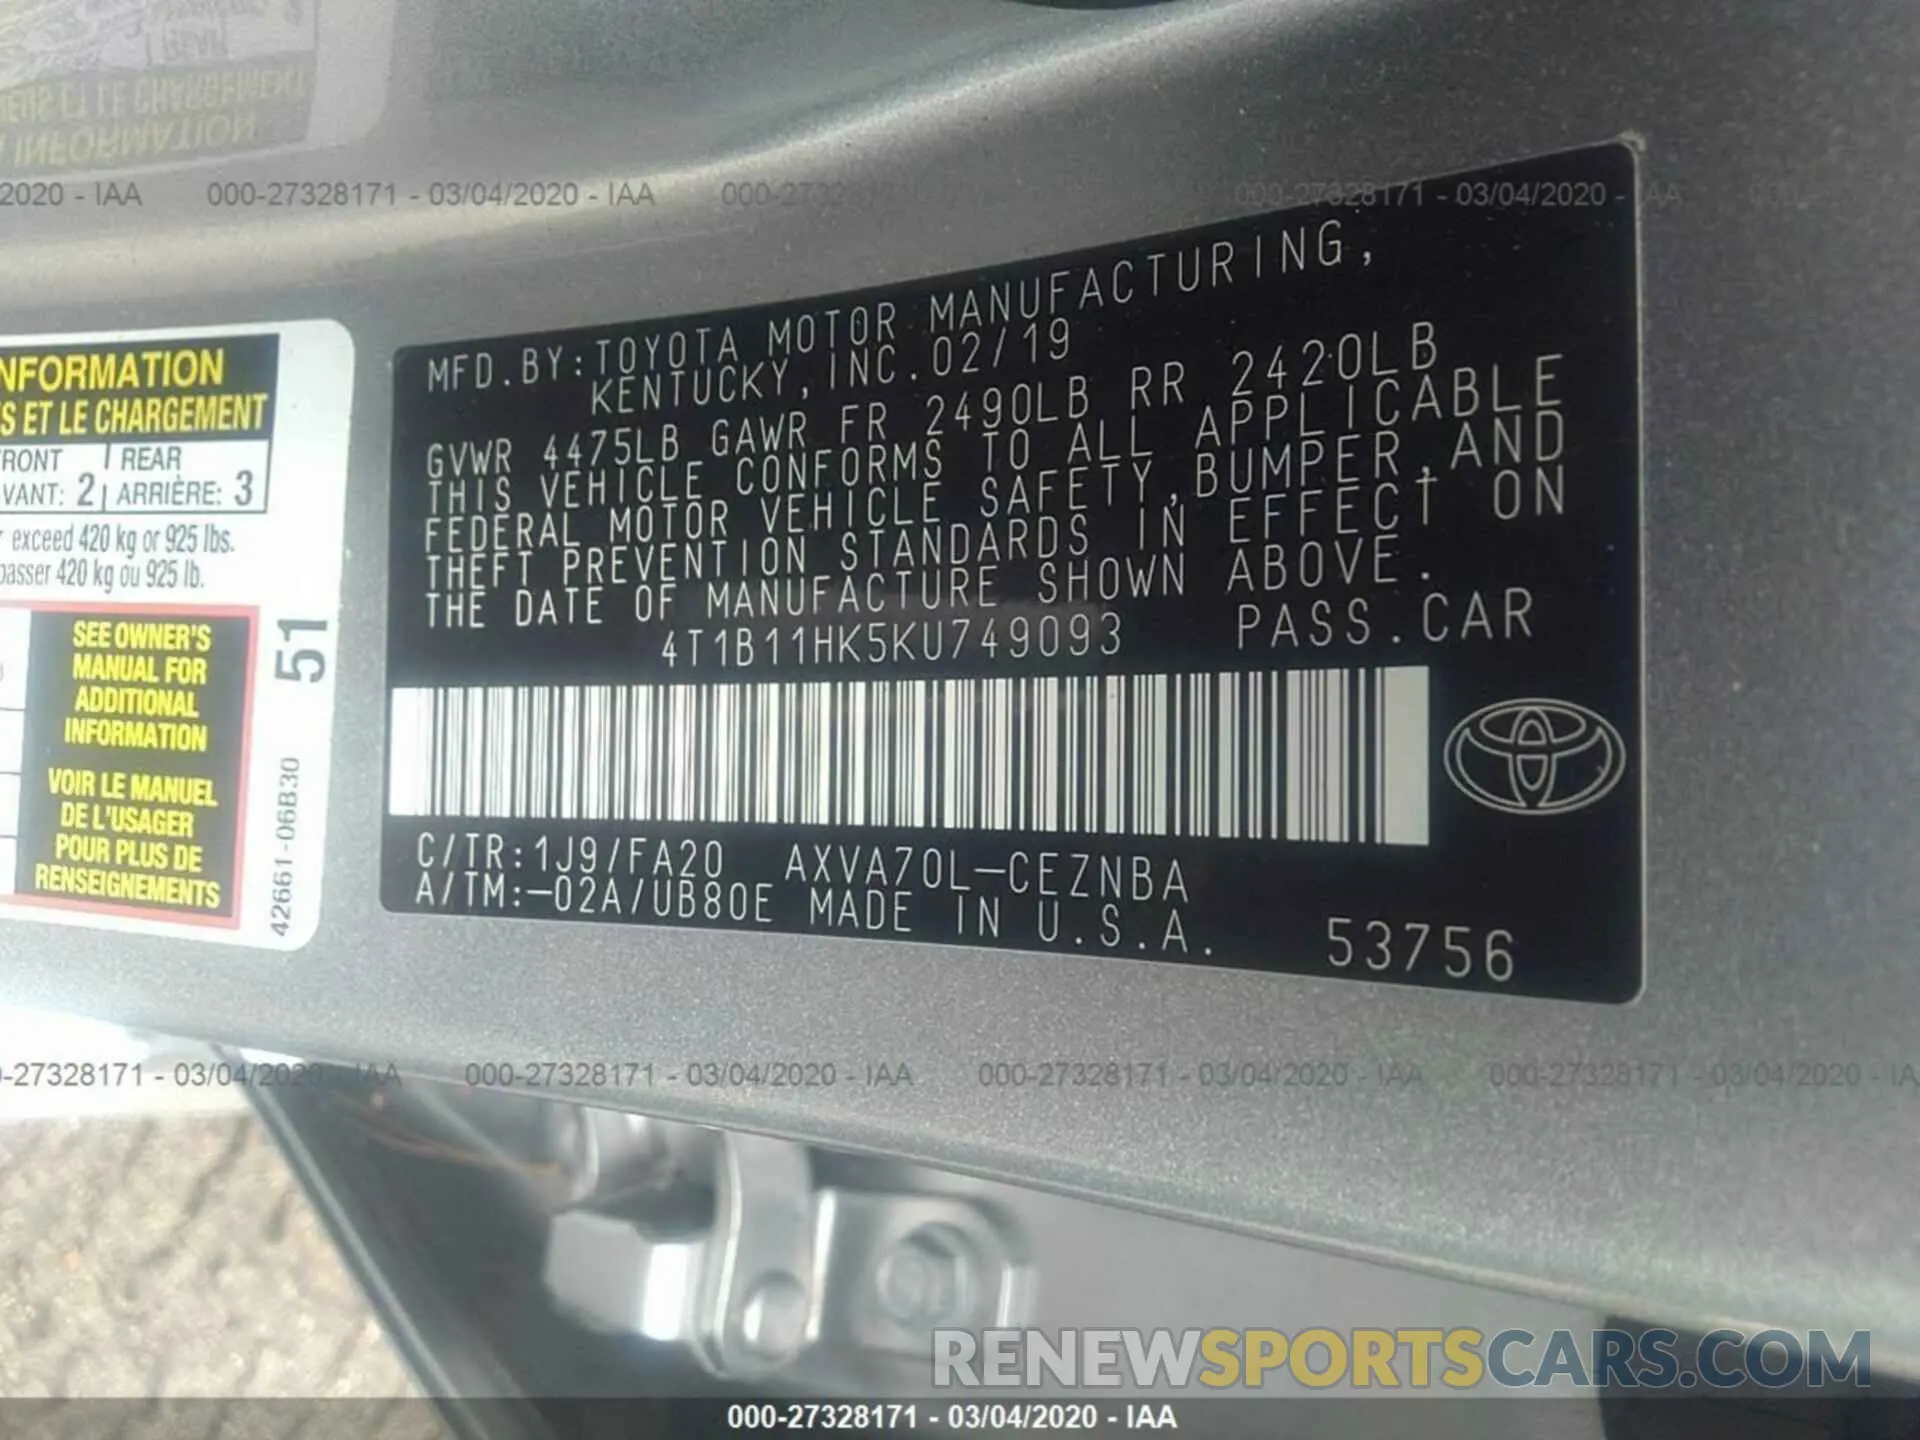 2020 - IAA 000-27328171 - 03/04/2020 - IAA 000-27328171 - 03/04/2020 - IAA
NFORMATION
S ET LE CHARGEMENT
RONT REAR
VANT: 2 ARRIÈRE: 3
exceed 420 kg or 925 lbs.
passer 420 kg ou 925 lb.
SEE OWNER'S
MANUAL FOR
ADDITIONAL
INFORMATION
VOIR LE MANUEL
DE L'USAGER
POUR PLUS DE
RENSEIGNEMENTS
51
42661-06B30
MFD.BY:TOYOTA MOTOR MANUFACTURING,
KENTUCKY, INC. 02/19
GVWR 4475LB GAWR FR 2490LB RR 2420LB
THIS VEHICLE CONFORMS TO ALL APPLICABLE
FEDERAL MOTOR VEHICLE SAFETY, BUMPER, AND
THEFT PREVENTION STANDARDS IN EFFECT ON
THE DATE OF MANUFACTURE SHOWN ABOVE.
4T1B11HK5KU749093 PASS.CAR
C/TR:1J9/FA20 AXVA70L-CEZNBA
A/TM:-02A/UB80E MADE IN U.S.A. 53756
-27328171 - 03/04/2020 - IAA 000-27328171 - 03/04/2020 - IAA 000-27328171 - 03/04/2020 - IAA 000-27328171 - 03/04/2020 - IA
RENEWSPORTSCARS.COM
000-27328171 - 03/04/2020 - IAA